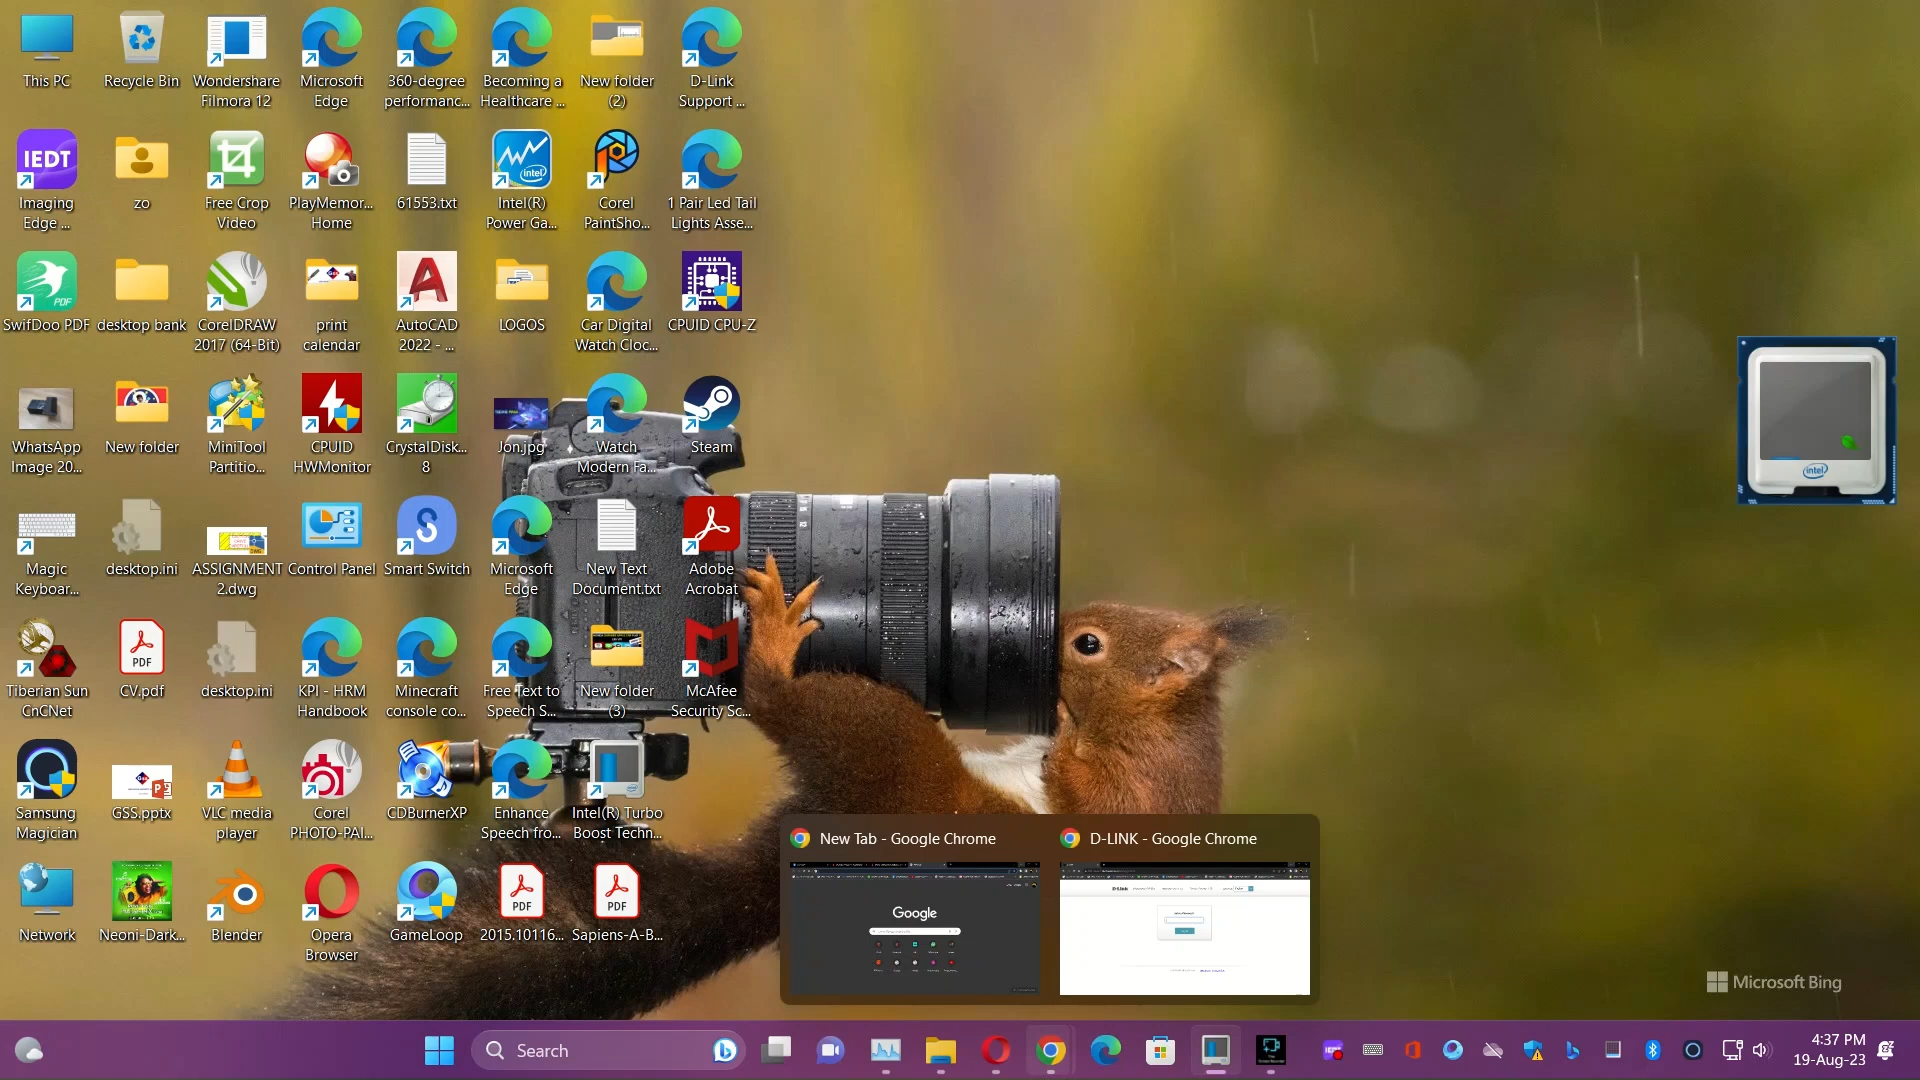 This PC
Recycle Bin
Wondershare
Filmora 12
Microsoft
Edge
360-degree
performanc...
Becoming a
Healthcare ...
New folder
(2)
D-Link
Support ...
IEDT
Imaging
Edge ...
zo
Free Crop
Video
PlayMemor...
Home
61553.txt
intel
Intel(R)
Power Ga...
Corel
PaintSho...
1 Pair Led Tail
Lights Asse...
PDF
SwifDoo PDF
desktop bank
CorelDRAW
2017 (64-Bit)
print
calendar
AutoCAD
2022 - ...
LOGOS
Car Digital
Watch Cloc...
CPUID CPU-Z
WhatsApp
Image 20...
New folder
MiniTool
Partitio...
CPUID
HWMonitor
CrystalDisk...
8
Jon.jpg
Watch
Modern Fa...
Steam
intel
Magic
Keyboar...
desktop.ini
ASSIGNMENT
2.dwg
Control Panel
Smart Switch
Microsoft
Edge
New Text
Document.txt
Adobe
Acrobat
Tiberian Sun
CnCNet
PDF
CV.pdf
desktop.ini
KPI - HRM
Handbook
Minecraft
console co...
Free Text to
Speech S...
New folder
(3)
McAfee
Security Sc...
Samsung
Magician
GSS.pptx
VLC media
player
Corel
PHOTO-PAI...
CDBurnerXP
Enhance
Speech fro...
Intel(R) Turbo
Boost Techn...
Network
Neoni-Dark...
Blender
Opera
Browser
GameLoop
PDF
2015.10116...
PDF
Sapiens-A-B...
New Tab - Google Chrome
D-LINK - Google Chrome
Google
D-Link
Microsoft Bing
Search
4:37 PM
19-Aug-23